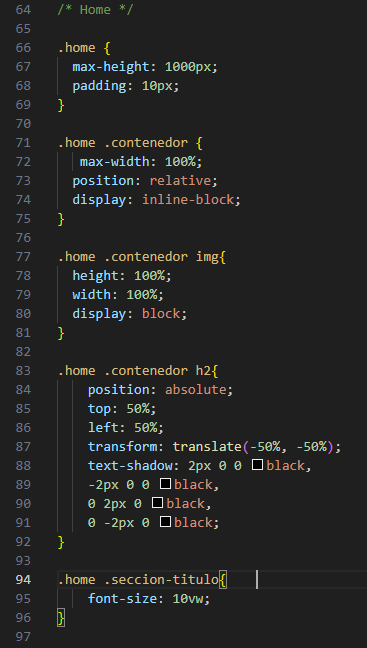 64 /* Home */
65
66 .home {
67 max-height: 1000px;
68 padding: 10px;
69 }
70
71 .home .contenedor {
72 max-width: 100%;
73 position: relative;
74 display: inline-block;
75 }
76
77 .home .contenedor img{
78 height: 100%;
79 width: 100%;
80 display: block;
81 }
82
83 .home .contenedor h2{
84 position: absolute;
85 top: 50%;
86 left: 50%;
87 transform: translate(-50%, -50%);
88 text-shadow: 2px 0 0 black,
89 -2px 0 0 black,
90 0 2px 0 black,
91 0 -2px 0 black;
92 }
93
94 .home .seccion-titulo{
95 font-size: 10vw;
96 }
97